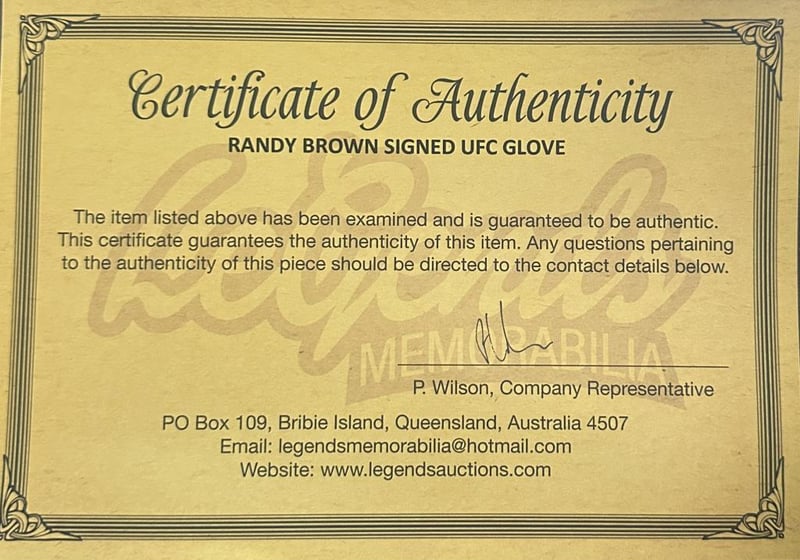 Certificate of Authenticity
RANDY BROWN SIGNED UFC GLOVE
The item listed above has been examined and is guaranteed to be authentic.
This certificate guarantees the authenticity of this item. Any questions pertaining
to the authenticity of this piece should be directed to the contact details below.
Legends
MEMORABILIA
P. Wilson, Company Representative
PO Box 109, Bribie Island, Queensland, Australia 4507
Email: legendsmemorabilia@hotmail.com
Website: www.legendsauctions.com